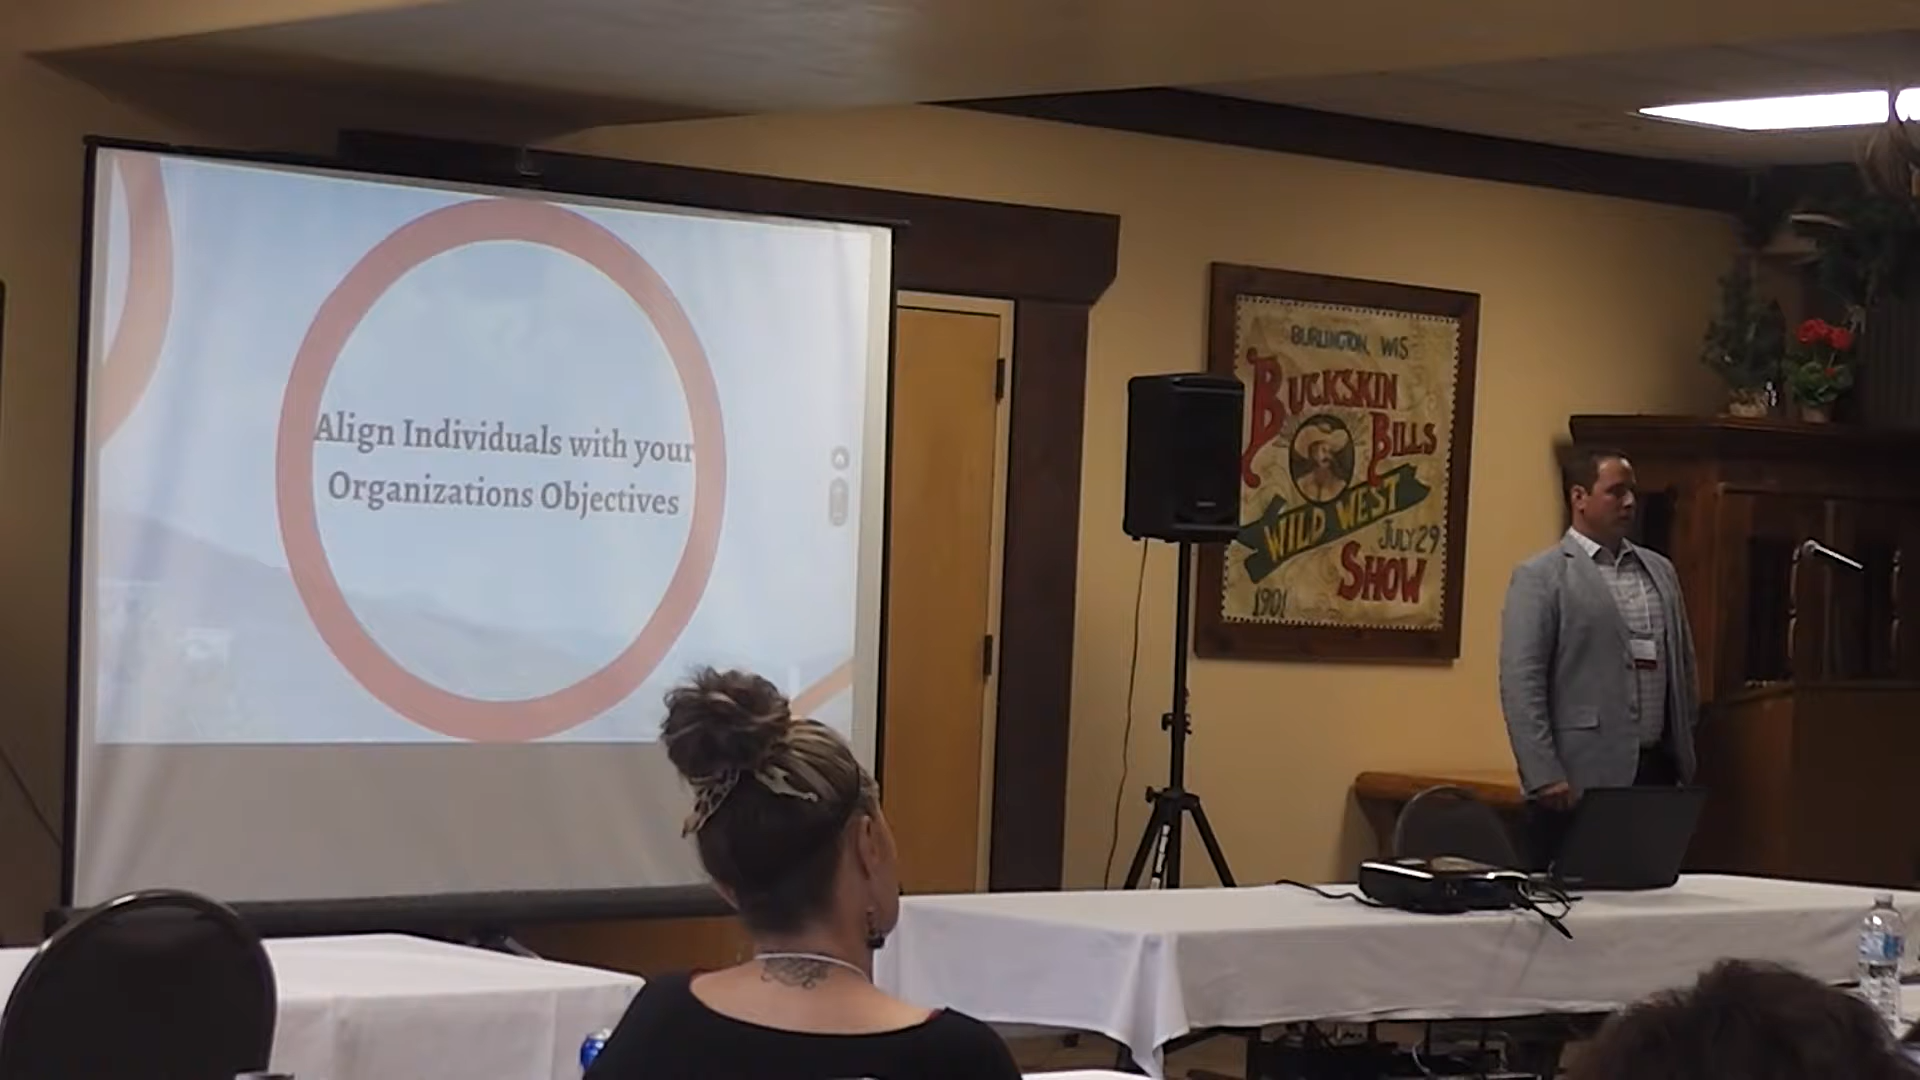 Align Individuals with your
Organizations Objectives
BURLINGTON, WIS
BUCKSKIN
BILLS
WILD WEST
JULY 29
SHOW
1901